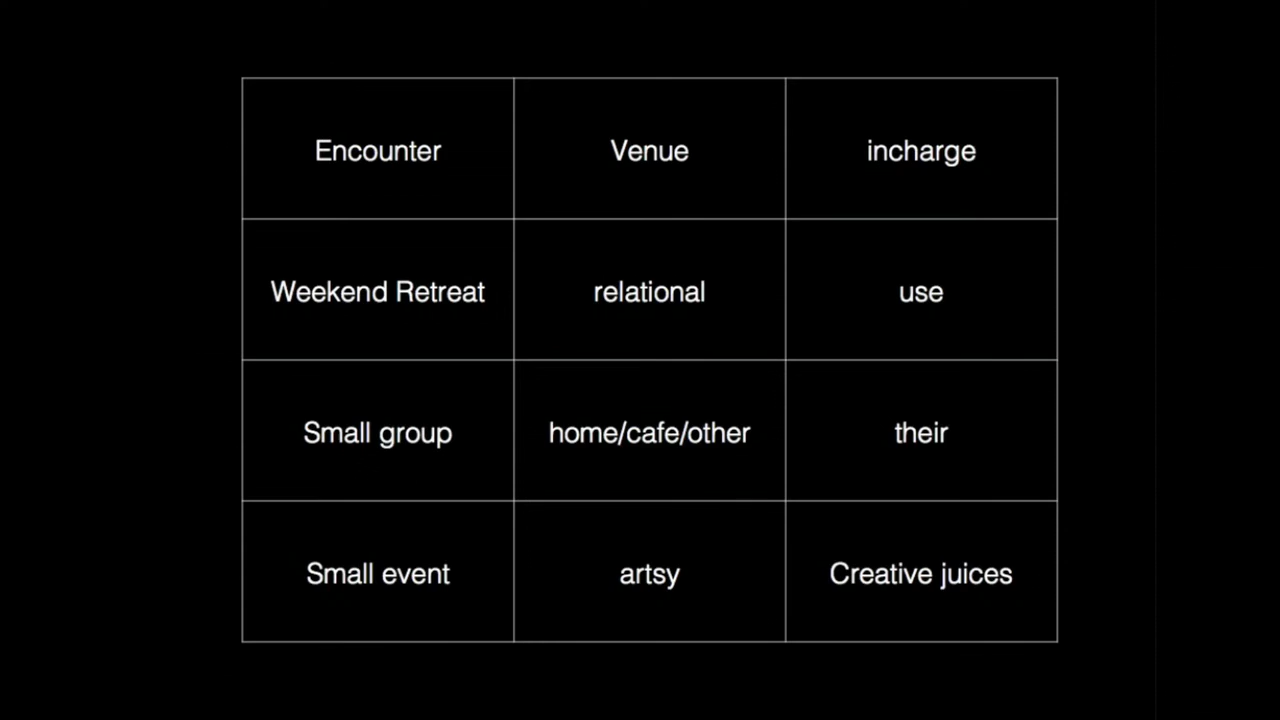 Encounter Venue incharge
Weekend Retreat relational use
Small group home/cafe/other their
Small event artsy Creative juices